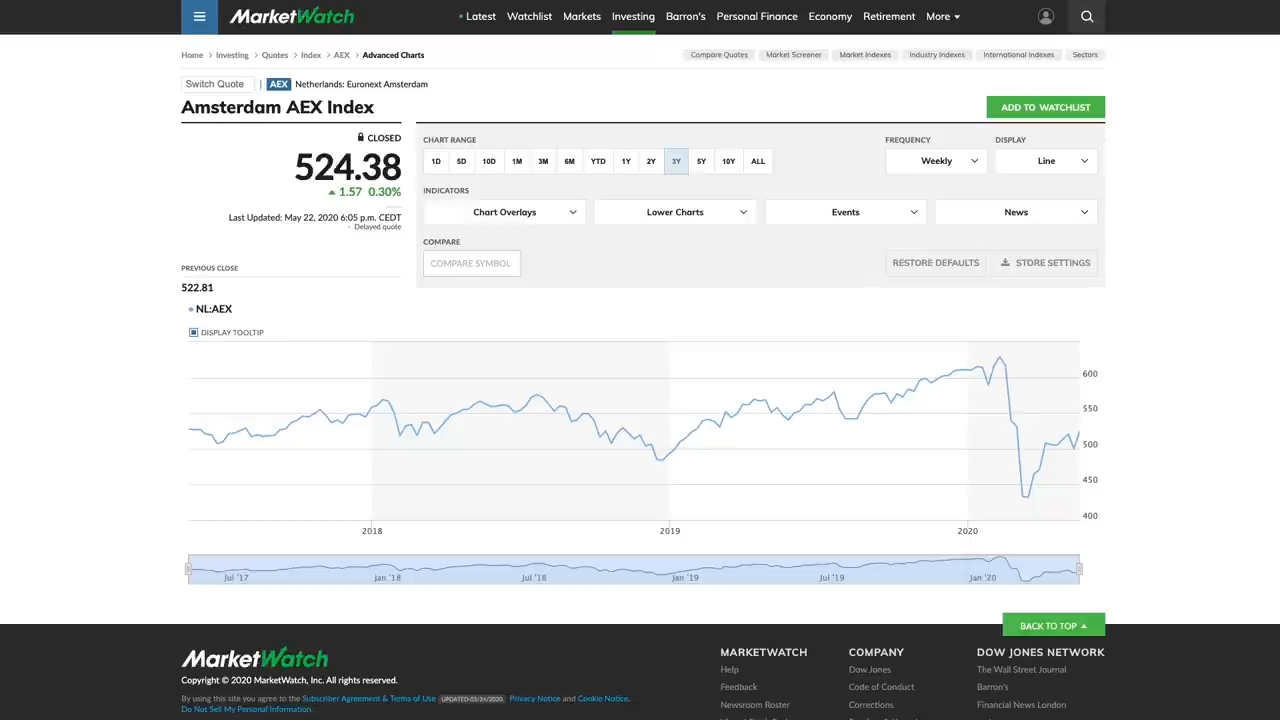 MarketWatch
Latest Watchlist Markets Investing Barron's Personal Finance Economy Retirement More
Home > Investing > Quotes > Index > AEX > Advanced Charts
Compare Quotes Market Screener Market Indexes Industry Indexes International Indexes Sectors
Switch Quote | AEX Netherlands: Euronext Amsterdam
Amsterdam AEX Index
ADD TO WATCHLIST
CLOSED
524.38
1.57 0.30%
Last Updated: May 22, 2020 6:05 p.m. CEDT
- Delayed quote
PREVIOUS CLOSE
522.81
CHART RANGE
1D 5D 10D 1M 3M 6M YTD 1Y 2Y 3Y 5Y 10Y ALL
FREQUENCY
Weekly
DISPLAY
Line
INDICATORS
Chart Overlays Lower Charts Events News
COMPARE
COMPARE SYMBOL
RESTORE DEFAULTS STORE SETTINGS
NL:AEX
DISPLAY TOOLTIP
600
550
500
450
400
2018 2019 2020
Jul '17 Jan '18 Jul '18 Jan '19 Jul '19 Jan '20
BACK TO TOP
MarketWatch
Copyright © 2020 MarketWatch, Inc. All rights reserved.
By using this site you agree to the Subscriber Agreement & Terms of Use UPDATED 03/26/2020 Privacy Notice and Cookie Notice.
Do Not Sell My Personal Information.
MARKETWATCH
Help
Feedback
Newsroom Roster
COMPANY
Dow Jones
Code of Conduct
Corrections
DOW JONES NETWORK
The Wall Street Journal
Barron's
Financial News London